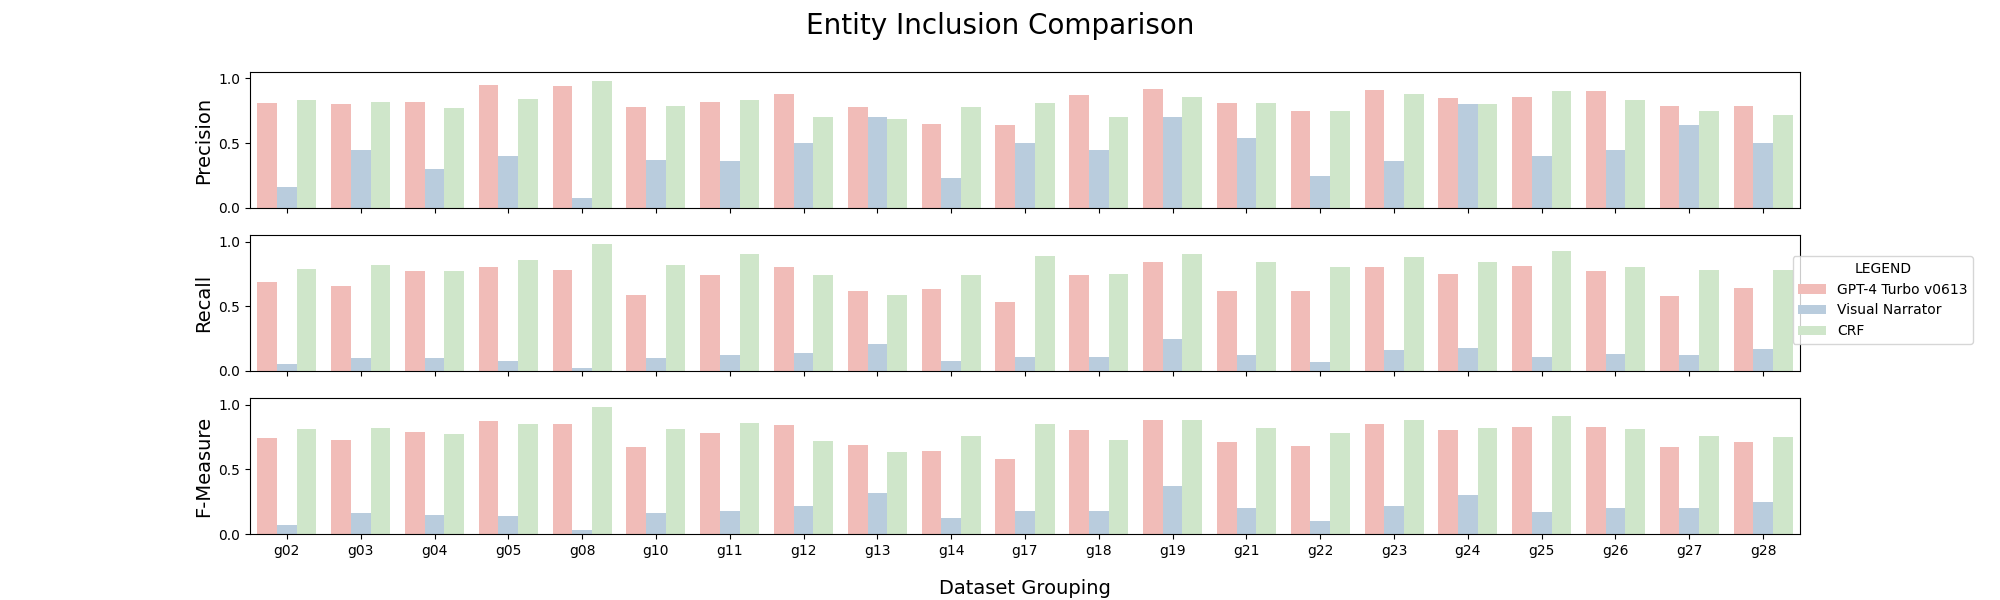 Entity Inclusion Comparison
1.0
0.5
0.0
Precision
1.0
0.5
0.0
Recall
LEGEND
GPT-4 Turbo v0613
Visual Narrator
CRF
1.0
0.5
0.0
F-Measure
g02 g03 g04 g05 g08 g10 g11 g12 g13 g14 g17 g18 g19 g21 g22 g23 g24 g25 g26 g27 g28
Dataset Grouping